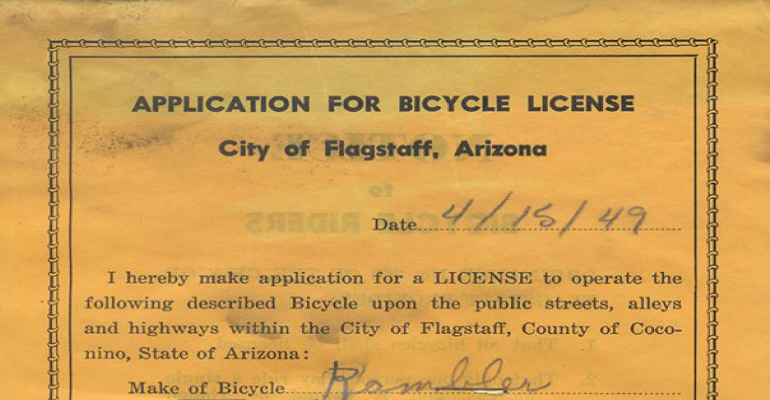 APPLICATION FOR BICYCLE LICENSE
City of Flagstaff, Arizona
Date 4/15/49
I hereby make application for a LICENSE to operate the
following described Bicycle upon the public streets, alleys
and highways within the City of Flagstaff, County of Coco-
nino, State of Arizona:
Make of Bicycle Rambler